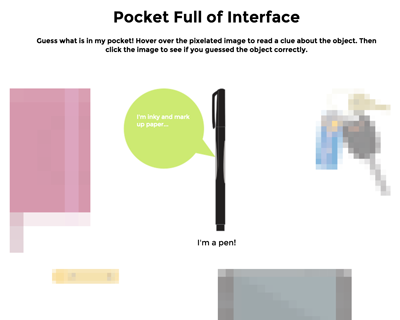 Pocket Full of Interface
Guess what is in my pocket! Hover over the pixelated image to read a clue about the object. Then
click the image to see if you guessed the object correctly.
I'm inky and mark
up paper...
I'm a pen!